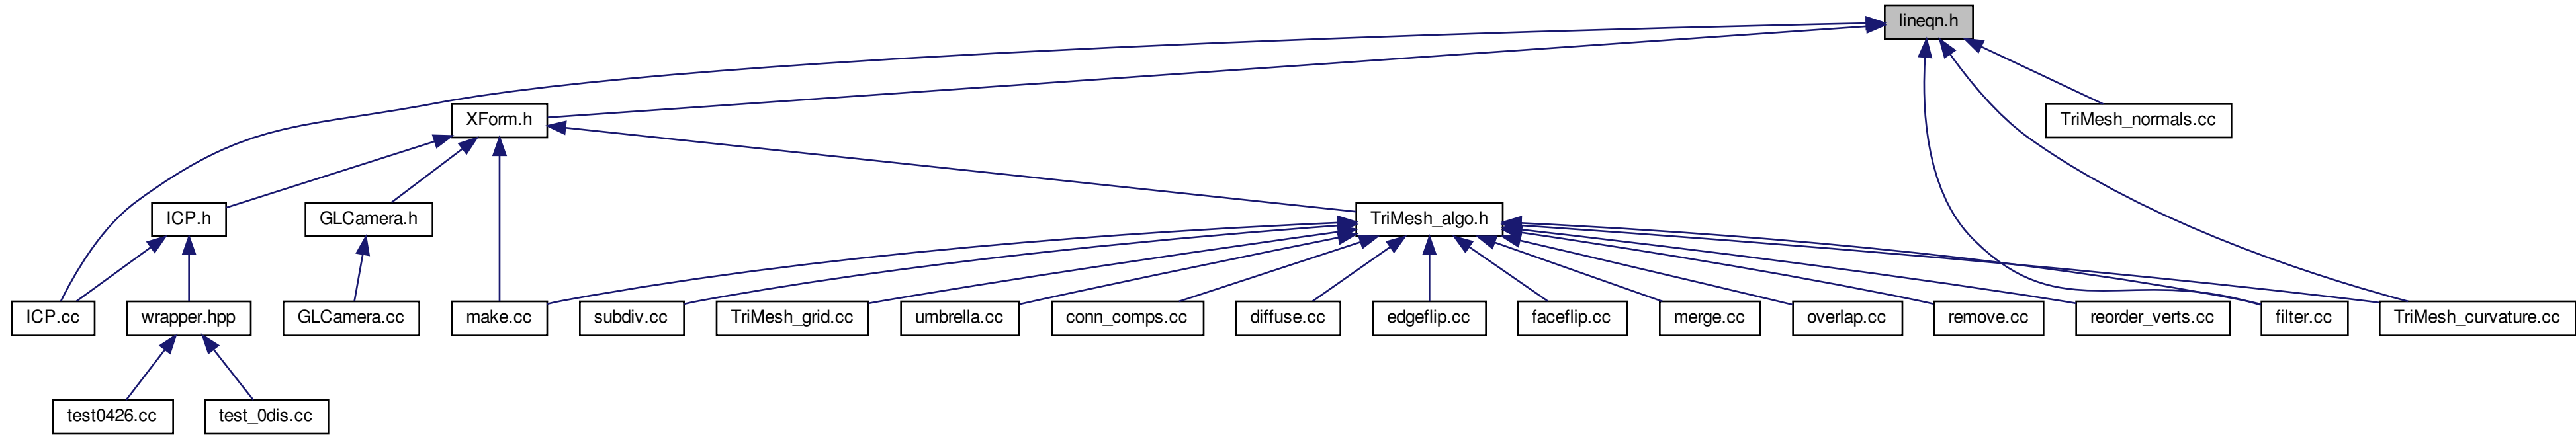 lineqn.h
XForm.h
TriMesh_normals.cc
ICP.h
GLCamera.h
TriMesh_algo.h
ICP.cc
wrapper.hpp
GLCamera.cc
make.cc
subdiv.cc
TriMesh_grid.cc
umbrella.cc
conn_comps.cc
diffuse.cc
edgeflip.cc
faceflip.cc
merge.cc
overlap.cc
remove.cc
reorder_verts.cc
filter.cc
TriMesh_curvature.cc
test0426.cc
test_0dis.cc